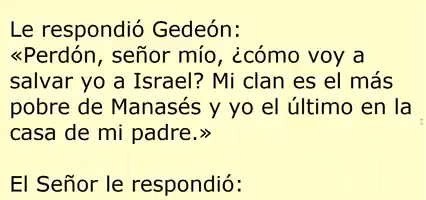 Le respondió Gedeón:
«Perdón, señor mío, ¿cómo voy a
salvar yo a Israel? Mi clan es el más
pobre de Manasés y yo el último en la
casa de mi padre.»
El Señor le respondió: